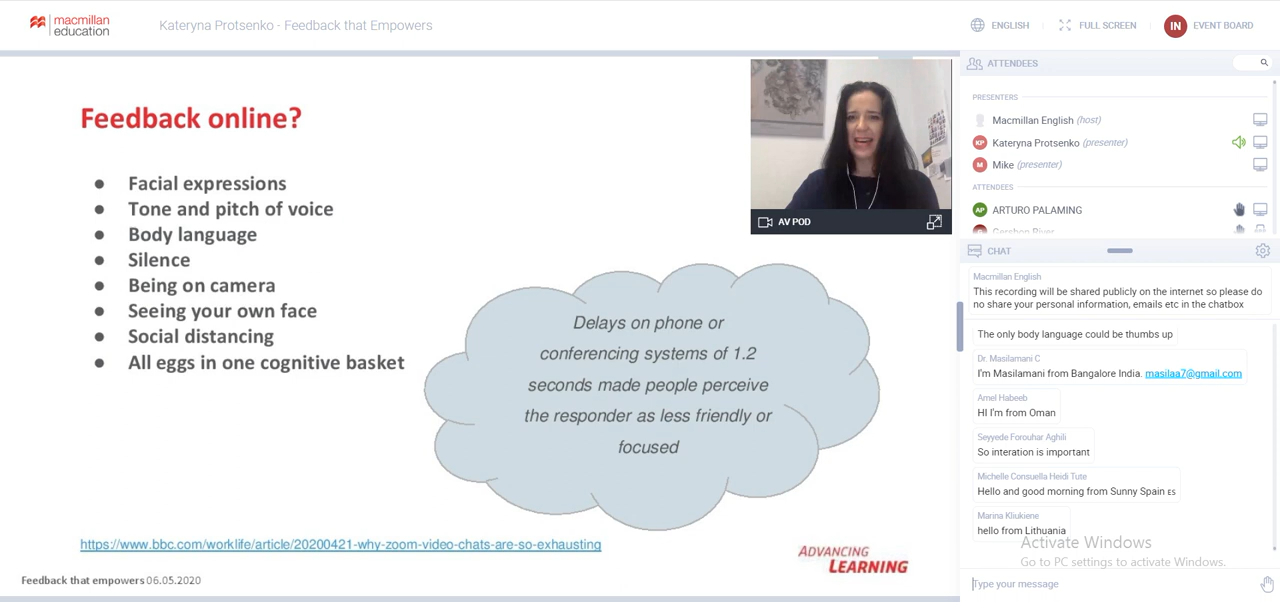 macmillan
education
Kateryna Protsenko - Feedback that Empowers
ENGLISH
FULL SCREEN
IN
EVENT BOARD
Feedback online?
● Facial expressions
● Tone and pitch of voice
● Body language
● Silence
● Being on camera
● Seeing your own face
● Social distancing
● All eggs in one cognitive basket
AV POD
Delays on phone or
conferencing systems of 1.2
seconds made people perceive
the responder as less friendly or
focused
https://www.bbc.com/worklife/article/20200421-why-zoom-video-chats-are-so-exhausting
ADVANCING
LEARNING
Feedback that empowers 06.05.2020
ATTENDEES
PRESENTERS
Macmillan English (host)
KP Kateryna Protsenko (presenter)
M Mike (presenter)
ATTENDEES
AP ARTURO PALAMING
CHAT
Macmillan English
This recording will be shared publicly on the internet so please do
no share your personal information, emails etc in the chatbox
The only body language could be thumbs up
Dr. Masilamani C
I'm Masilamani from Bangalore India. masilaa7@gmail.com
Amel Habeeb
HI I'm from Oman
Seyyede Forouhar Aghili
So interation is important
Michelle Consuella Heidi Tute
Hello and good morning from Sunny Spain ES
Marina Kliukiene
hello from Lithuania
Activate Windows
Go to PC settings to activate Windows.
Type your message